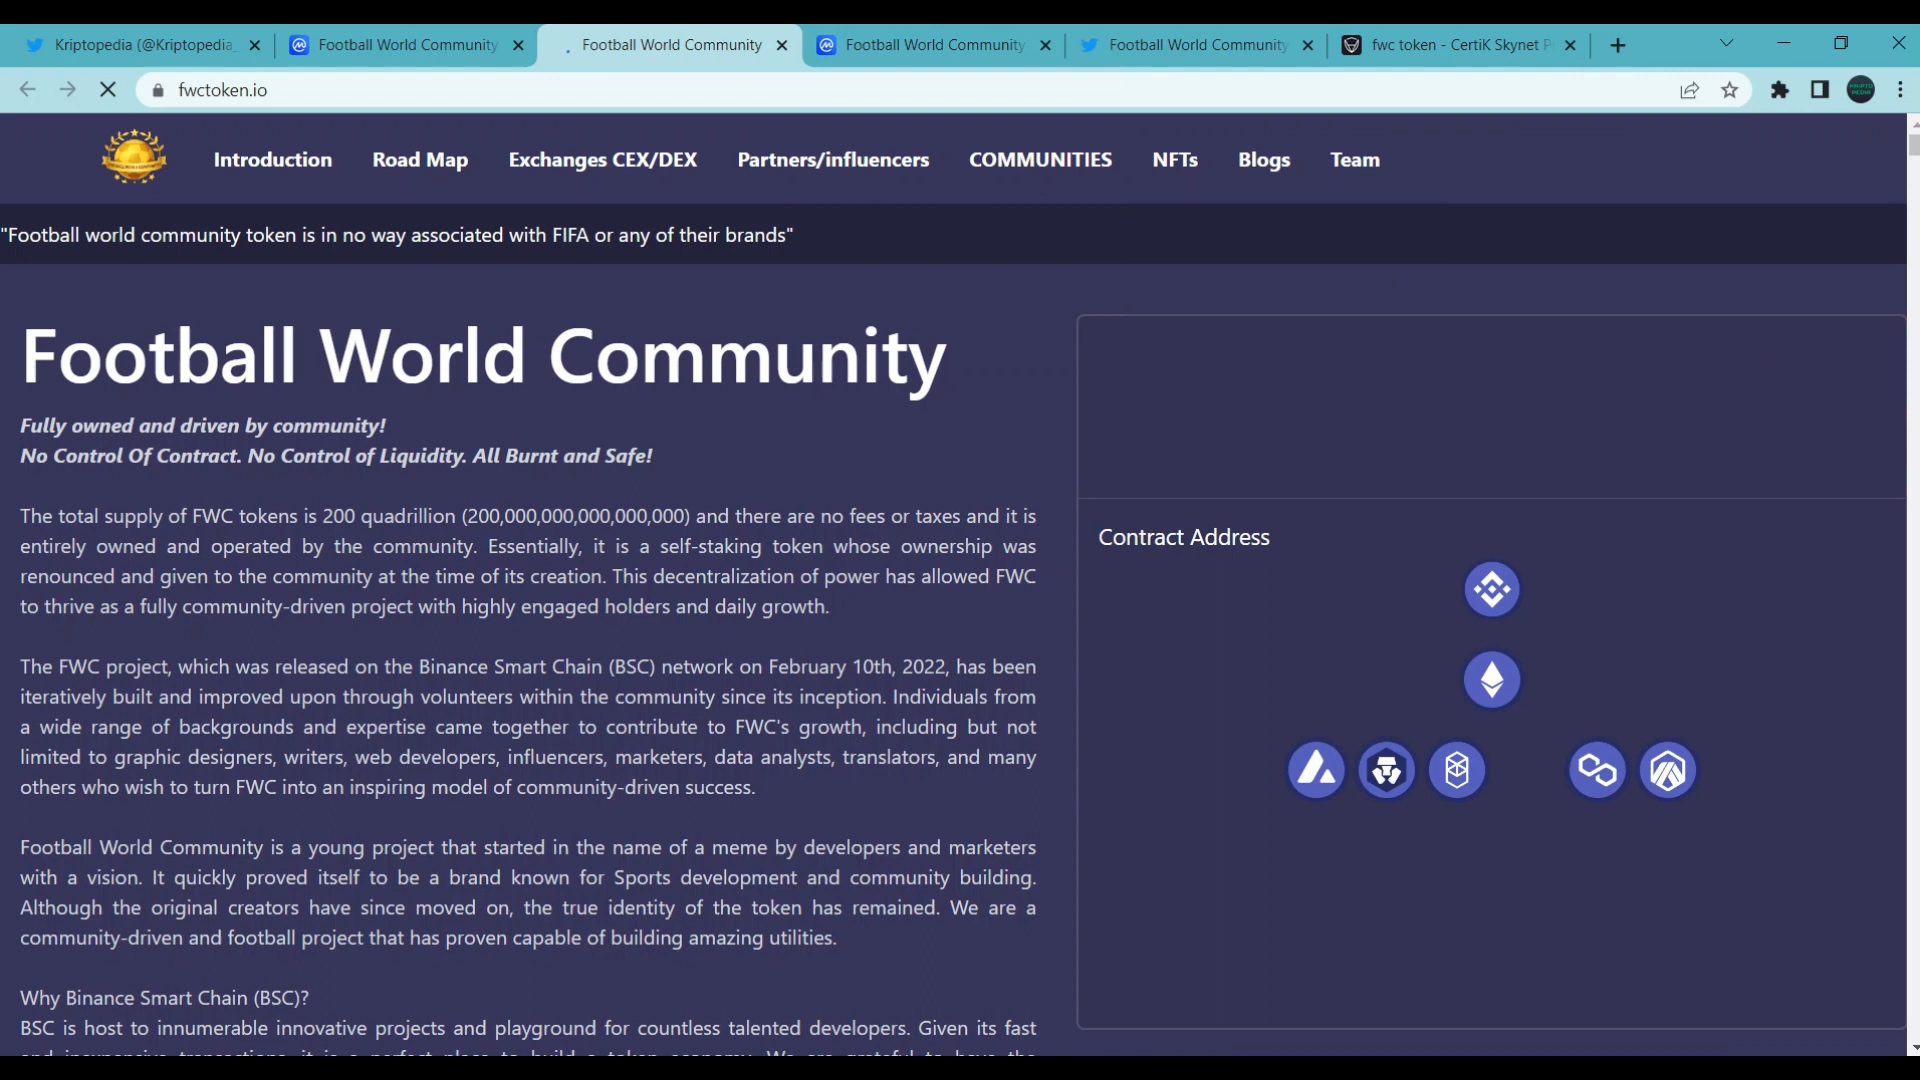 Kriptopedia (@Kriptopedia_
Football World Community
Football World Community
Football World Community
Football World Community
fwc token - CertiK Skynet P
fwctoken.io
Introduction
Road Map
Exchanges CEX/DEX
Partners/influencers
COMMUNITIES
NFTs
Blogs
Team
"Football world community token is in no way associated with FIFA or any of their brands"
Football World Community
Fully owned and driven by community!
No Control Of Contract. No Control of Liquidity. All Burnt and Safe!
The total supply of FWC tokens is 200 quadrillion (200,000,000,000,000,000) and there are no fees or taxes and it is
entirely owned and operated by the community. Essentially, it is a self-staking token whose ownership was
renounced and given to the community at the time of its creation. This decentralization of power has allowed FWC
to thrive as a fully community-driven project with highly engaged holders and daily growth.
The FWC project, which was released on the Binance Smart Chain (BSC) network on February 10th, 2022, has been
iteratively built and improved upon through volunteers within the community since its inception. Individuals from
a wide range of backgrounds and expertise came together to contribute to FWC's growth, including but not
limited to graphic designers, writers, web developers, influencers, marketers, data analysts, translators, and many
others who wish to turn FWC into an inspiring model of community-driven success.
Football World Community is a young project that started in the name of a meme by developers and marketers
with a vision. It quickly proved itself to be a brand known for Sports development and community building.
Although the original creators have since moved on, the true identity of the token has remained. We are a
community-driven and football project that has proven capable of building amazing utilities.
Why Binance Smart Chain (BSC)?
BSC is host to innumerable innovative projects and playground for countless talented developers. Given its fast
Contract Address